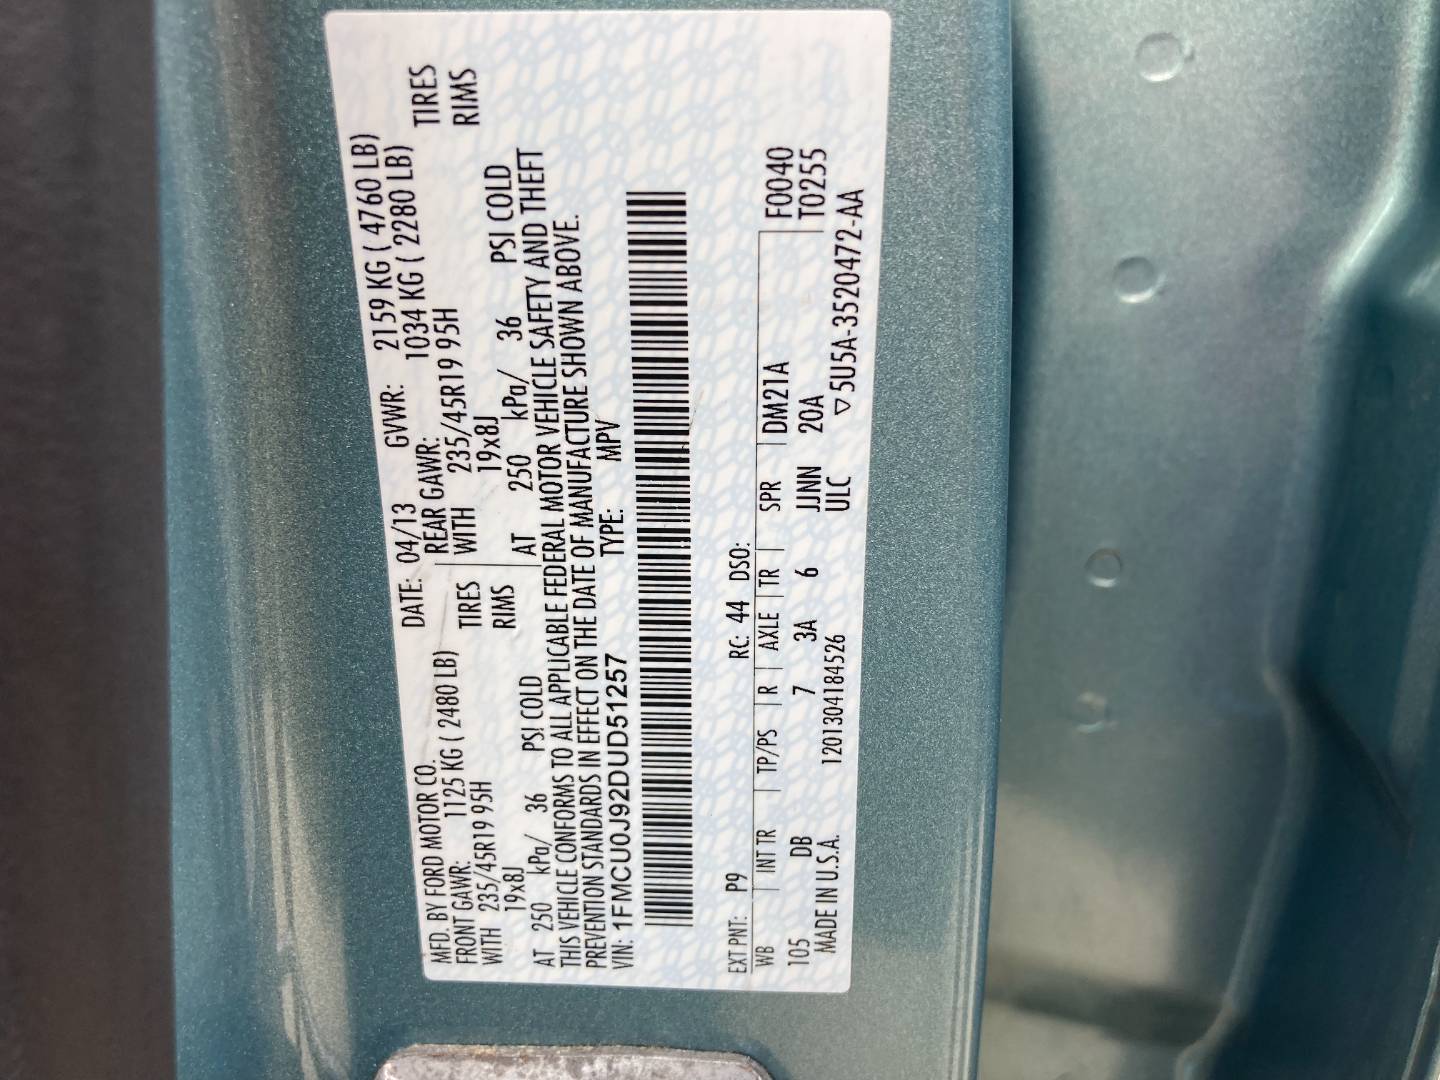 MFD. BY FORD MOTOR CO.
DATE: 04/13 GVWR: 2159 KG ( 4760 LB)
FRONT GAWR: 1125 KG ( 2480 LB) REAR GAWR: 1034 KG ( 2280 LB)
WITH 235/45R19 95H TIRES WITH 235/45R19 95H TIRES
19x8J RIMS 19x8J RIMS
AT 250 kPa/ 36 PSI COLD AT 250 kPa/ 36 PSI COLD
THIS VEHICLE CONFORMS TO ALL APPLICABLE FEDERAL MOTOR VEHICLE SAFETY AND THEFT
PREVENTION STANDARDS IN EFFECT ON THE DATE OF MANUFACTURE SHOWN ABOVE.
VIN: 1FMCU0J92DUD51257 TYPE: MPV
EXT PNT: P9 RC: 44 DSO: F0040
WB INT TR TP/PS R AXLE TR SPR DM21A T0255
105 DB 7 3A 6 JJNN 20A
MADE IN U.S.A. 1201304184526 ULC ▽5U5A-3520472-AA